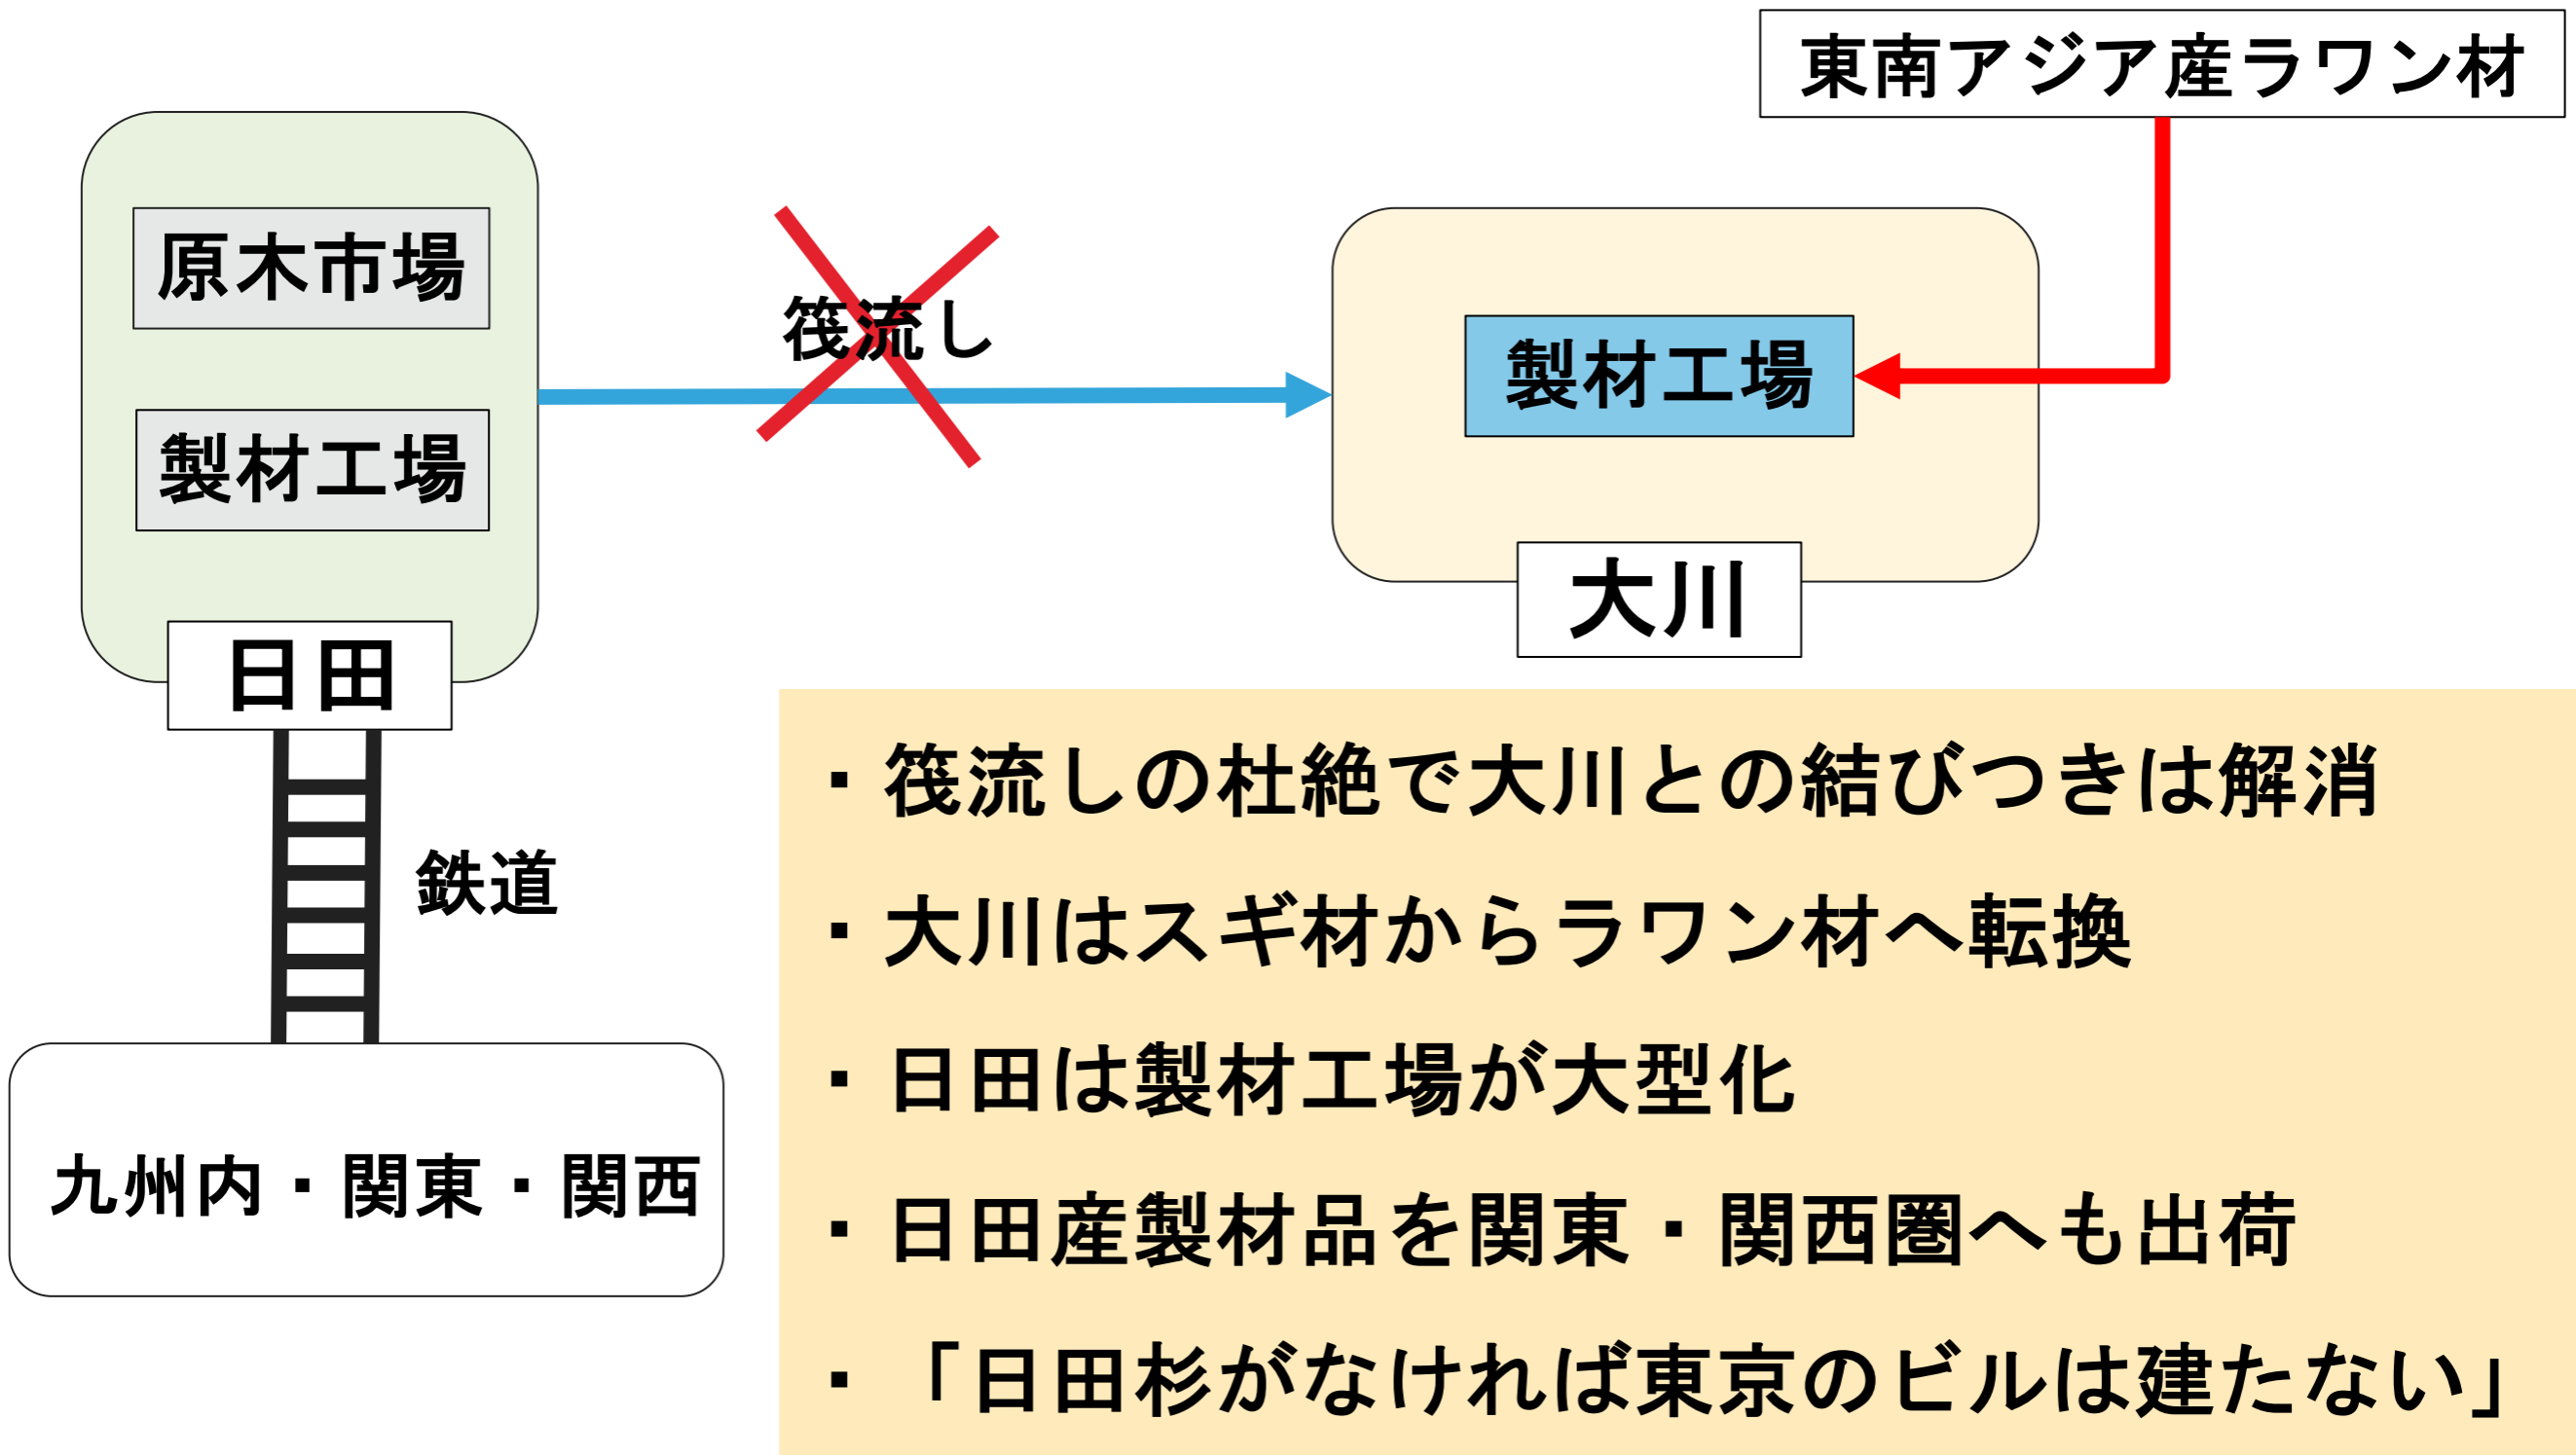 東南アジア産ラワン材
原木市場
製材工場
日田
筏流し
製材工場
大川
鉄道
九州内・関東・関西
・筏流しの杜絶で大川との結びつきは解消
・大川はスギ材からラワン材へ転換
・日田は製材工場が大型化
・日田産製材品を関東・関西圏へも出荷
・「日田杉がなければ東京のビルは建たない」